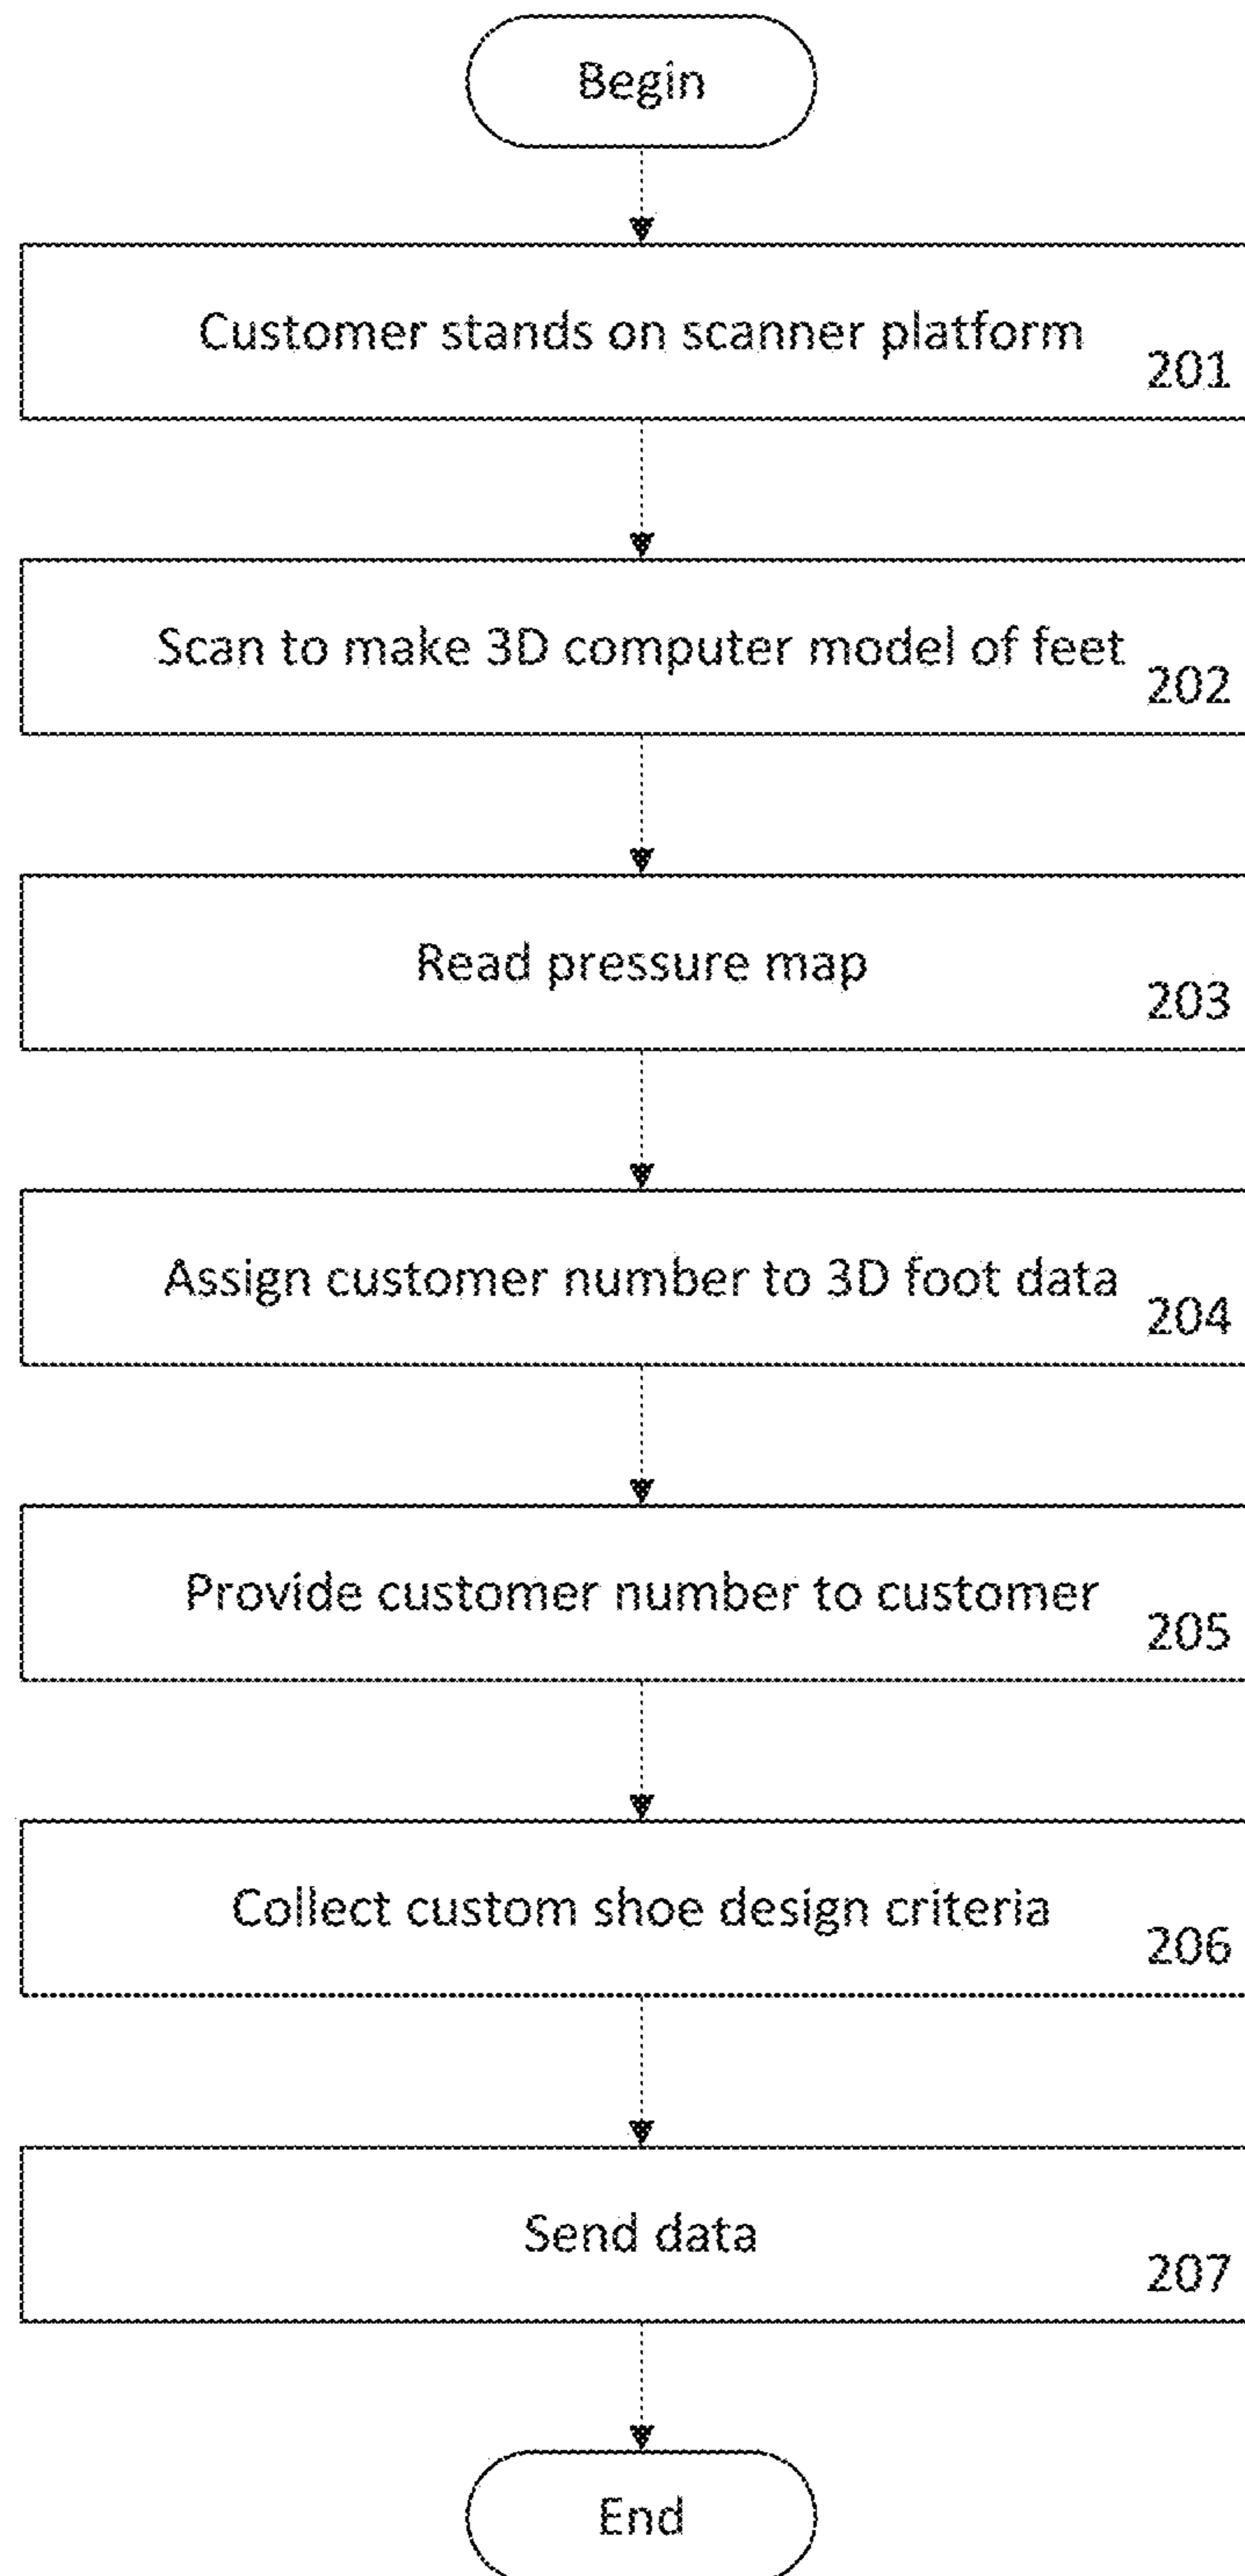 Begin
Customer stands on scanner platform
201
Scan to make 3D computer model of feet
202
Read pressure map
203
Assign customer number to 3D foot data
204
Provide customer number to customer
205
Collect custom shoe design criteria
206
Send data
207
End